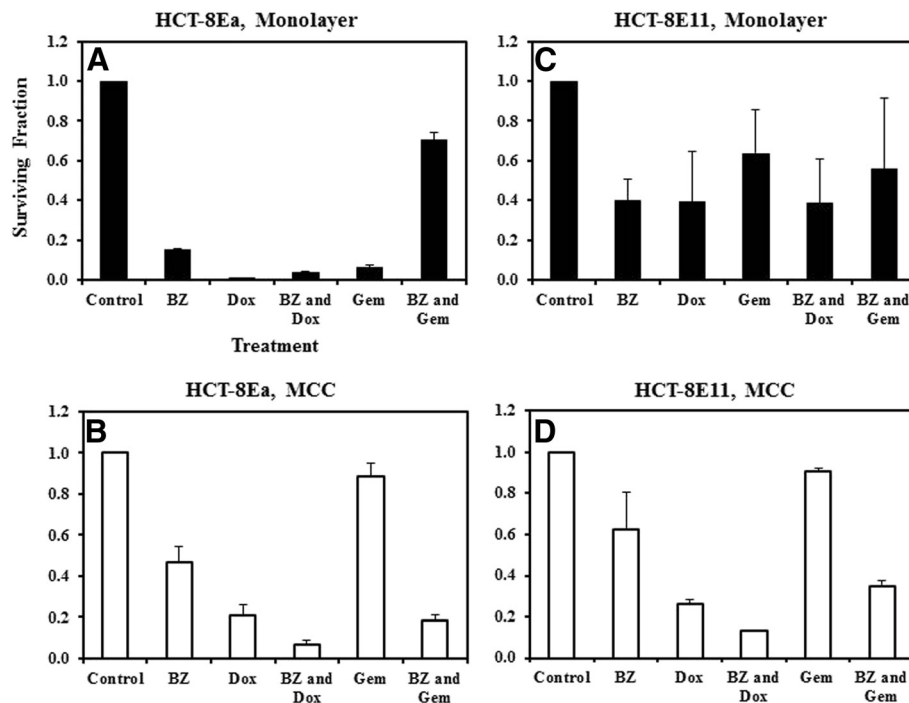 HCT-8Ea, Monolayer
A
Surviving Fraction
1.2
1.0
0.8
0.6
0.4
0.2
0.0
Control BZ Dox BZ and Dox Gem BZ and Gem
Treatment
HCT-8E11, Monolayer
C
1.2
1.0
0.8
0.6
0.4
0.2
0.0
Control BZ Dox Gem BZ and Dox BZ and Gem
HCT-8Ea, MCC
B
1.2
1.0
0.8
0.6
0.4
0.2
0.0
Control BZ Dox BZ and Dox Gem BZ and Gem
HCT-8E11, MCC
D
1.2
1.0
0.8
0.6
0.4
0.2
0.0
Control BZ Dox BZ and Dox Gem BZ and Gem